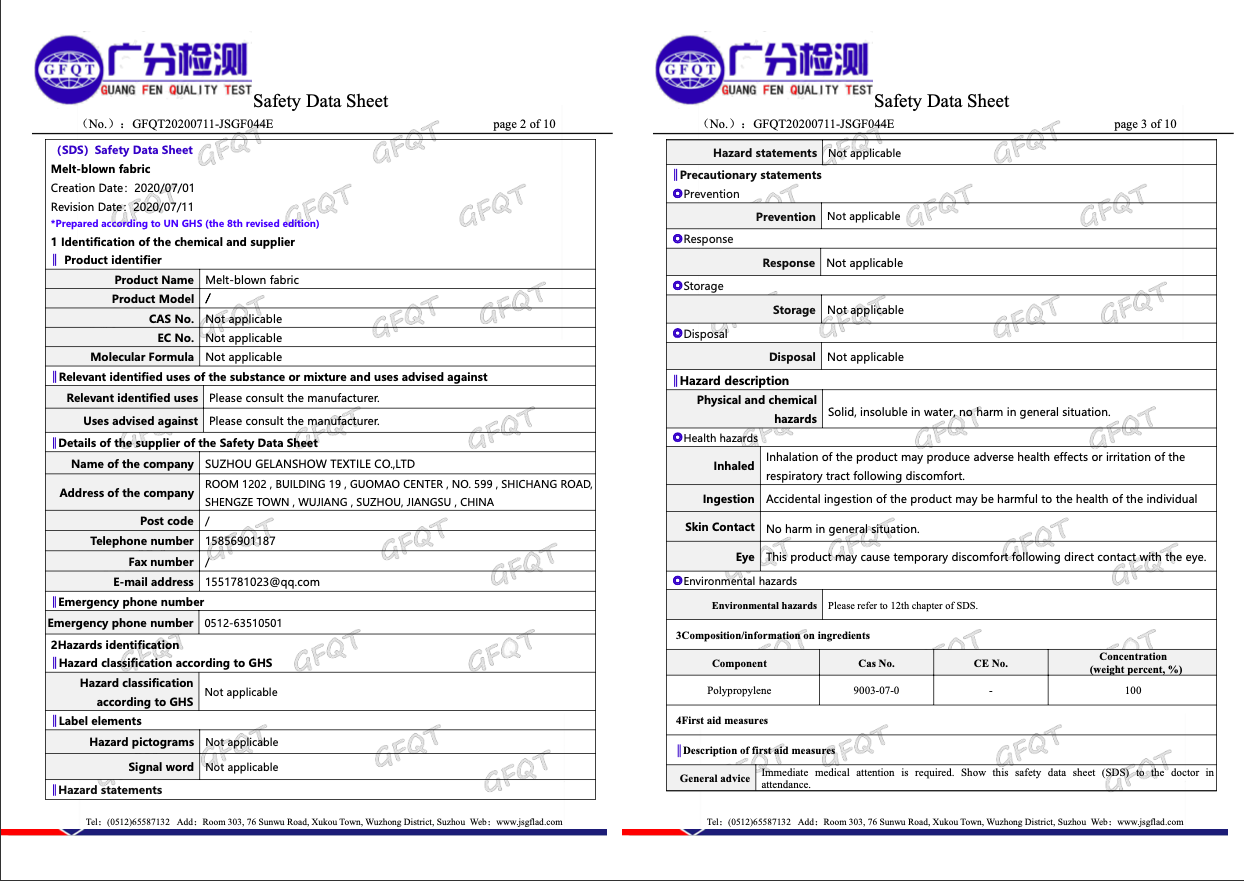 GFQT 广分检测
GUANG FEN QUALITY TEST
Safety Data Sheet
（No.）：GFQT20200711-JSGF044E page 2 of 10
(SDS) Safety Data Sheet
Melt-blown fabric
Creation Date：2020/07/01
Revision Date：2020/07/11
*Prepared according to UN GHS (the 8th revised edition)
1 Identification of the chemical and supplier
Product identifier
Product Name Melt-blown fabric
Product Model /
CAS No. Not applicable
EC No. Not applicable
Molecular Formula Not applicable
Relevant identified uses of the substance or mixture and uses advised against
Relevant identified uses Please consult the manufacturer.
Uses advised against Please consult the manufacturer.
Details of the supplier of the Safety Data Sheet
Name of the company SUZHOU GELANSHOW TEXTILE CO.,LTD
Address of the company ROOM 1202 , BUILDING 19 , GUOMAO CENTER , NO. 599 , SHICHANG ROAD,
SHENGZE TOWN , WUJIANG , SUZHOU, JIANGSU , CHINA
Post code /
Telephone number 15856901187
Fax number /
E-mail address 1551781023@qq.com
Emergency phone number
Emergency phone number 0512-63510501
2Hazards identification
Hazard classification according to GHS
Hazard classification
according to GHS Not applicable
Label elements
Hazard pictograms Not applicable
Signal word Not applicable
Hazard statements
Tel：(0512)65587132 Add：Room 303, 76 Sunwu Road, Xukou Town, Wuzhong District, Suzhou Web：www.jsgflad.com
GFQT 广分检测
GUANG FEN QUALITY TEST
Safety Data Sheet
（No.）：GFQT20200711-JSGF044E page 3 of 10
Hazard statements Not applicable
Precautionary statements
Prevention
Prevention Not applicable
Response
Response Not applicable
Storage
Storage Not applicable
Disposal
Disposal Not applicable
Hazard description
Physical and chemical
hazards Solid, insoluble in water, no harm in general situation.
Health hazards
Inhaled Inhalation of the product may produce adverse health effects or irritation of the
respiratory tract following discomfort.
Ingestion Accidental ingestion of the product may be harmful to the health of the individual
Skin Contact No harm in general situation.
Eye This product may cause temporary discomfort following direct contact with the eye.
Environmental hazards
Environmental hazards Please refer to 12th chapter of SDS.
3Composition/information on ingredients
Component Cas No. CE No. Concentration
(weight percent, %)
Polypropylene 9003-07-0 - 100
4First aid measures
Description of first aid measures
General advice Immediate medical attention is required. Show this safety data sheet (SDS) to the doctor in
attendance.
Tel：(0512)65587132 Add：Room 303, 76 Sunwu Road, Xukou Town, Wuzhong District, Suzhou Web：www.jsgflad.com